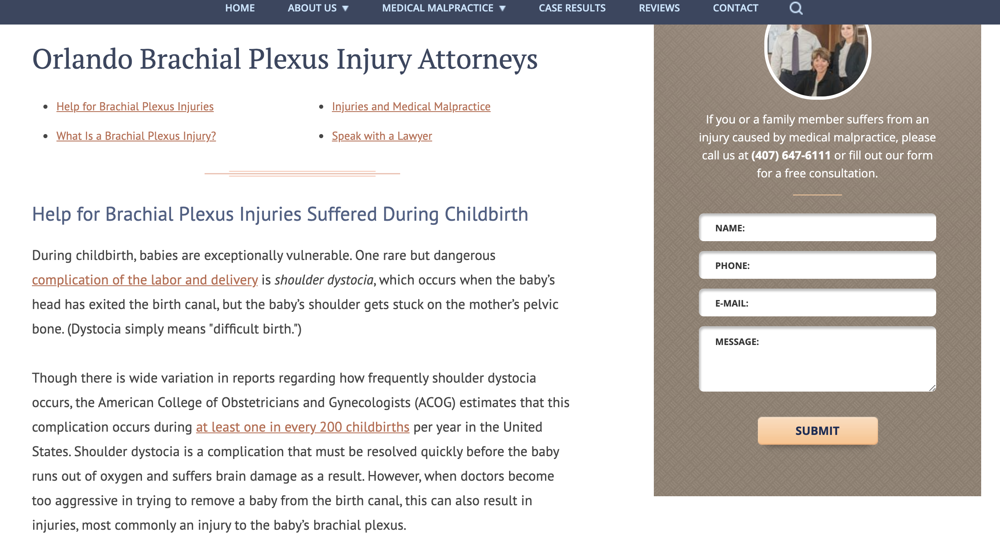 HOME ABOUT US ▼ MEDICAL MALPRACTICE ▼ CASE RESULTS REVIEWS CONTACT
Orlando Brachial Plexus Injury Attorneys
• Help for Brachial Plexus Injuries
• What Is a Brachial Plexus Injury?
• Injuries and Medical Malpractice
• Speak with a Lawyer
Help for Brachial Plexus Injuries Suffered During Childbirth
During childbirth, babies are exceptionally vulnerable. One rare but dangerous
complication of the labor and delivery is shoulder dystocia, which occurs when the baby’s
head has exited the birth canal, but the baby’s shoulder gets stuck on the mother’s pelvic
bone. (Dystocia simply means "difficult birth.")
Though there is wide variation in reports regarding how frequently shoulder dystocia
occurs, the American College of Obstetricians and Gynecologists (ACOG) estimates that this
complication occurs during at least one in every 200 childbirths per year in the United
States. Shoulder dystocia is a complication that must be resolved quickly before the baby
runs out of oxygen and suffers brain damage as a result. However, when doctors become
too aggressive in trying to remove a baby from the birth canal, this can also result in
injuries, most commonly an injury to the baby’s brachial plexus.
If you or a family member suffers from an
injury caused by medical malpractice, please
call us at (407) 647-6111 or fill out our form
for a free consultation.
NAME:
PHONE:
E-MAIL:
MESSAGE:
SUBMIT